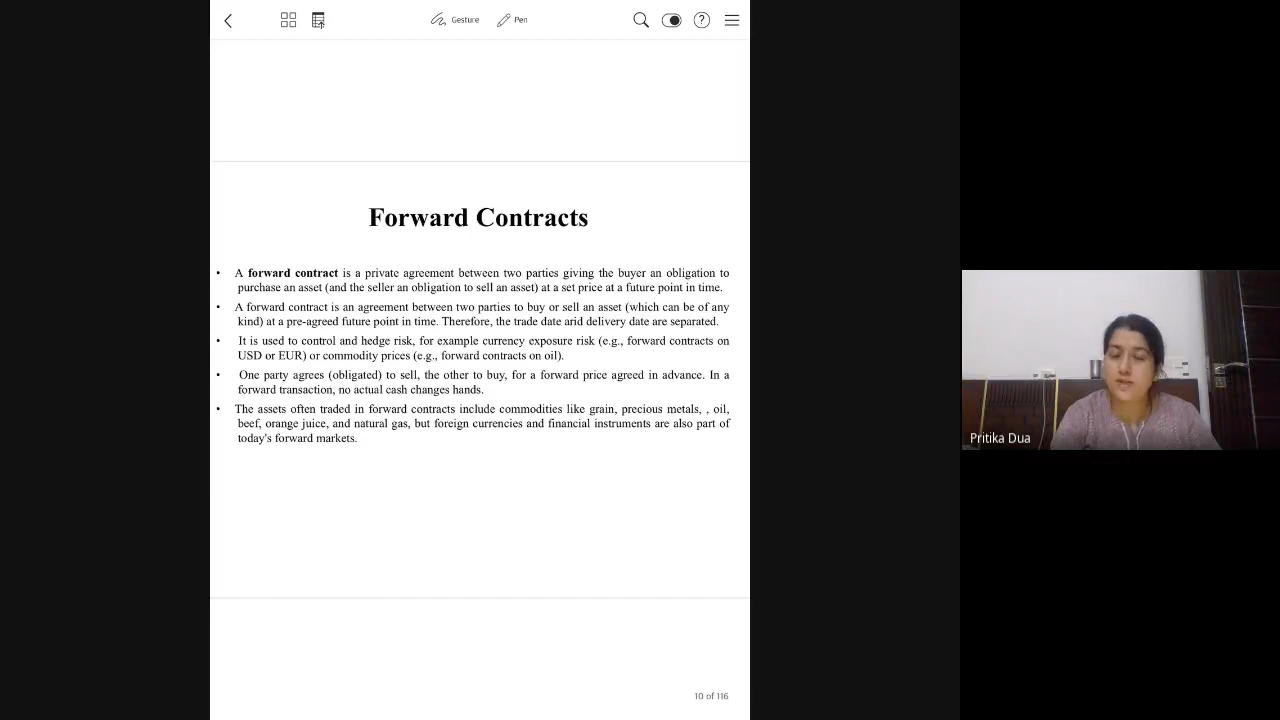 Gesture Pen
Forward Contracts
• A forward contract is a private agreement between two parties giving the buyer an obligation to
purchase an asset (and the seller an obligation to sell an asset) at a set price at a future point in time.
• A forward contract is an agreement between two parties to buy or sell an asset (which can be of any
kind) at a pre-agreed future point in time. Therefore, the trade date arid delivery date are separated.
• It is used to control and hedge risk, for example currency exposure risk (e.g., forward contracts on
USD or EUR) or commodity prices (e.g., forward contracts on oil).
• One party agrees (obligated) to sell, the other to buy, for a forward price agreed in advance. In a
forward transaction, no actual cash changes hands.
• The assets often traded in forward contracts include commodities like grain, precious metals, , oil,
beef, orange juice, and natural gas, but foreign currencies and financial instruments are also part of
today's forward markets.
Pritika Dua
10 of 116